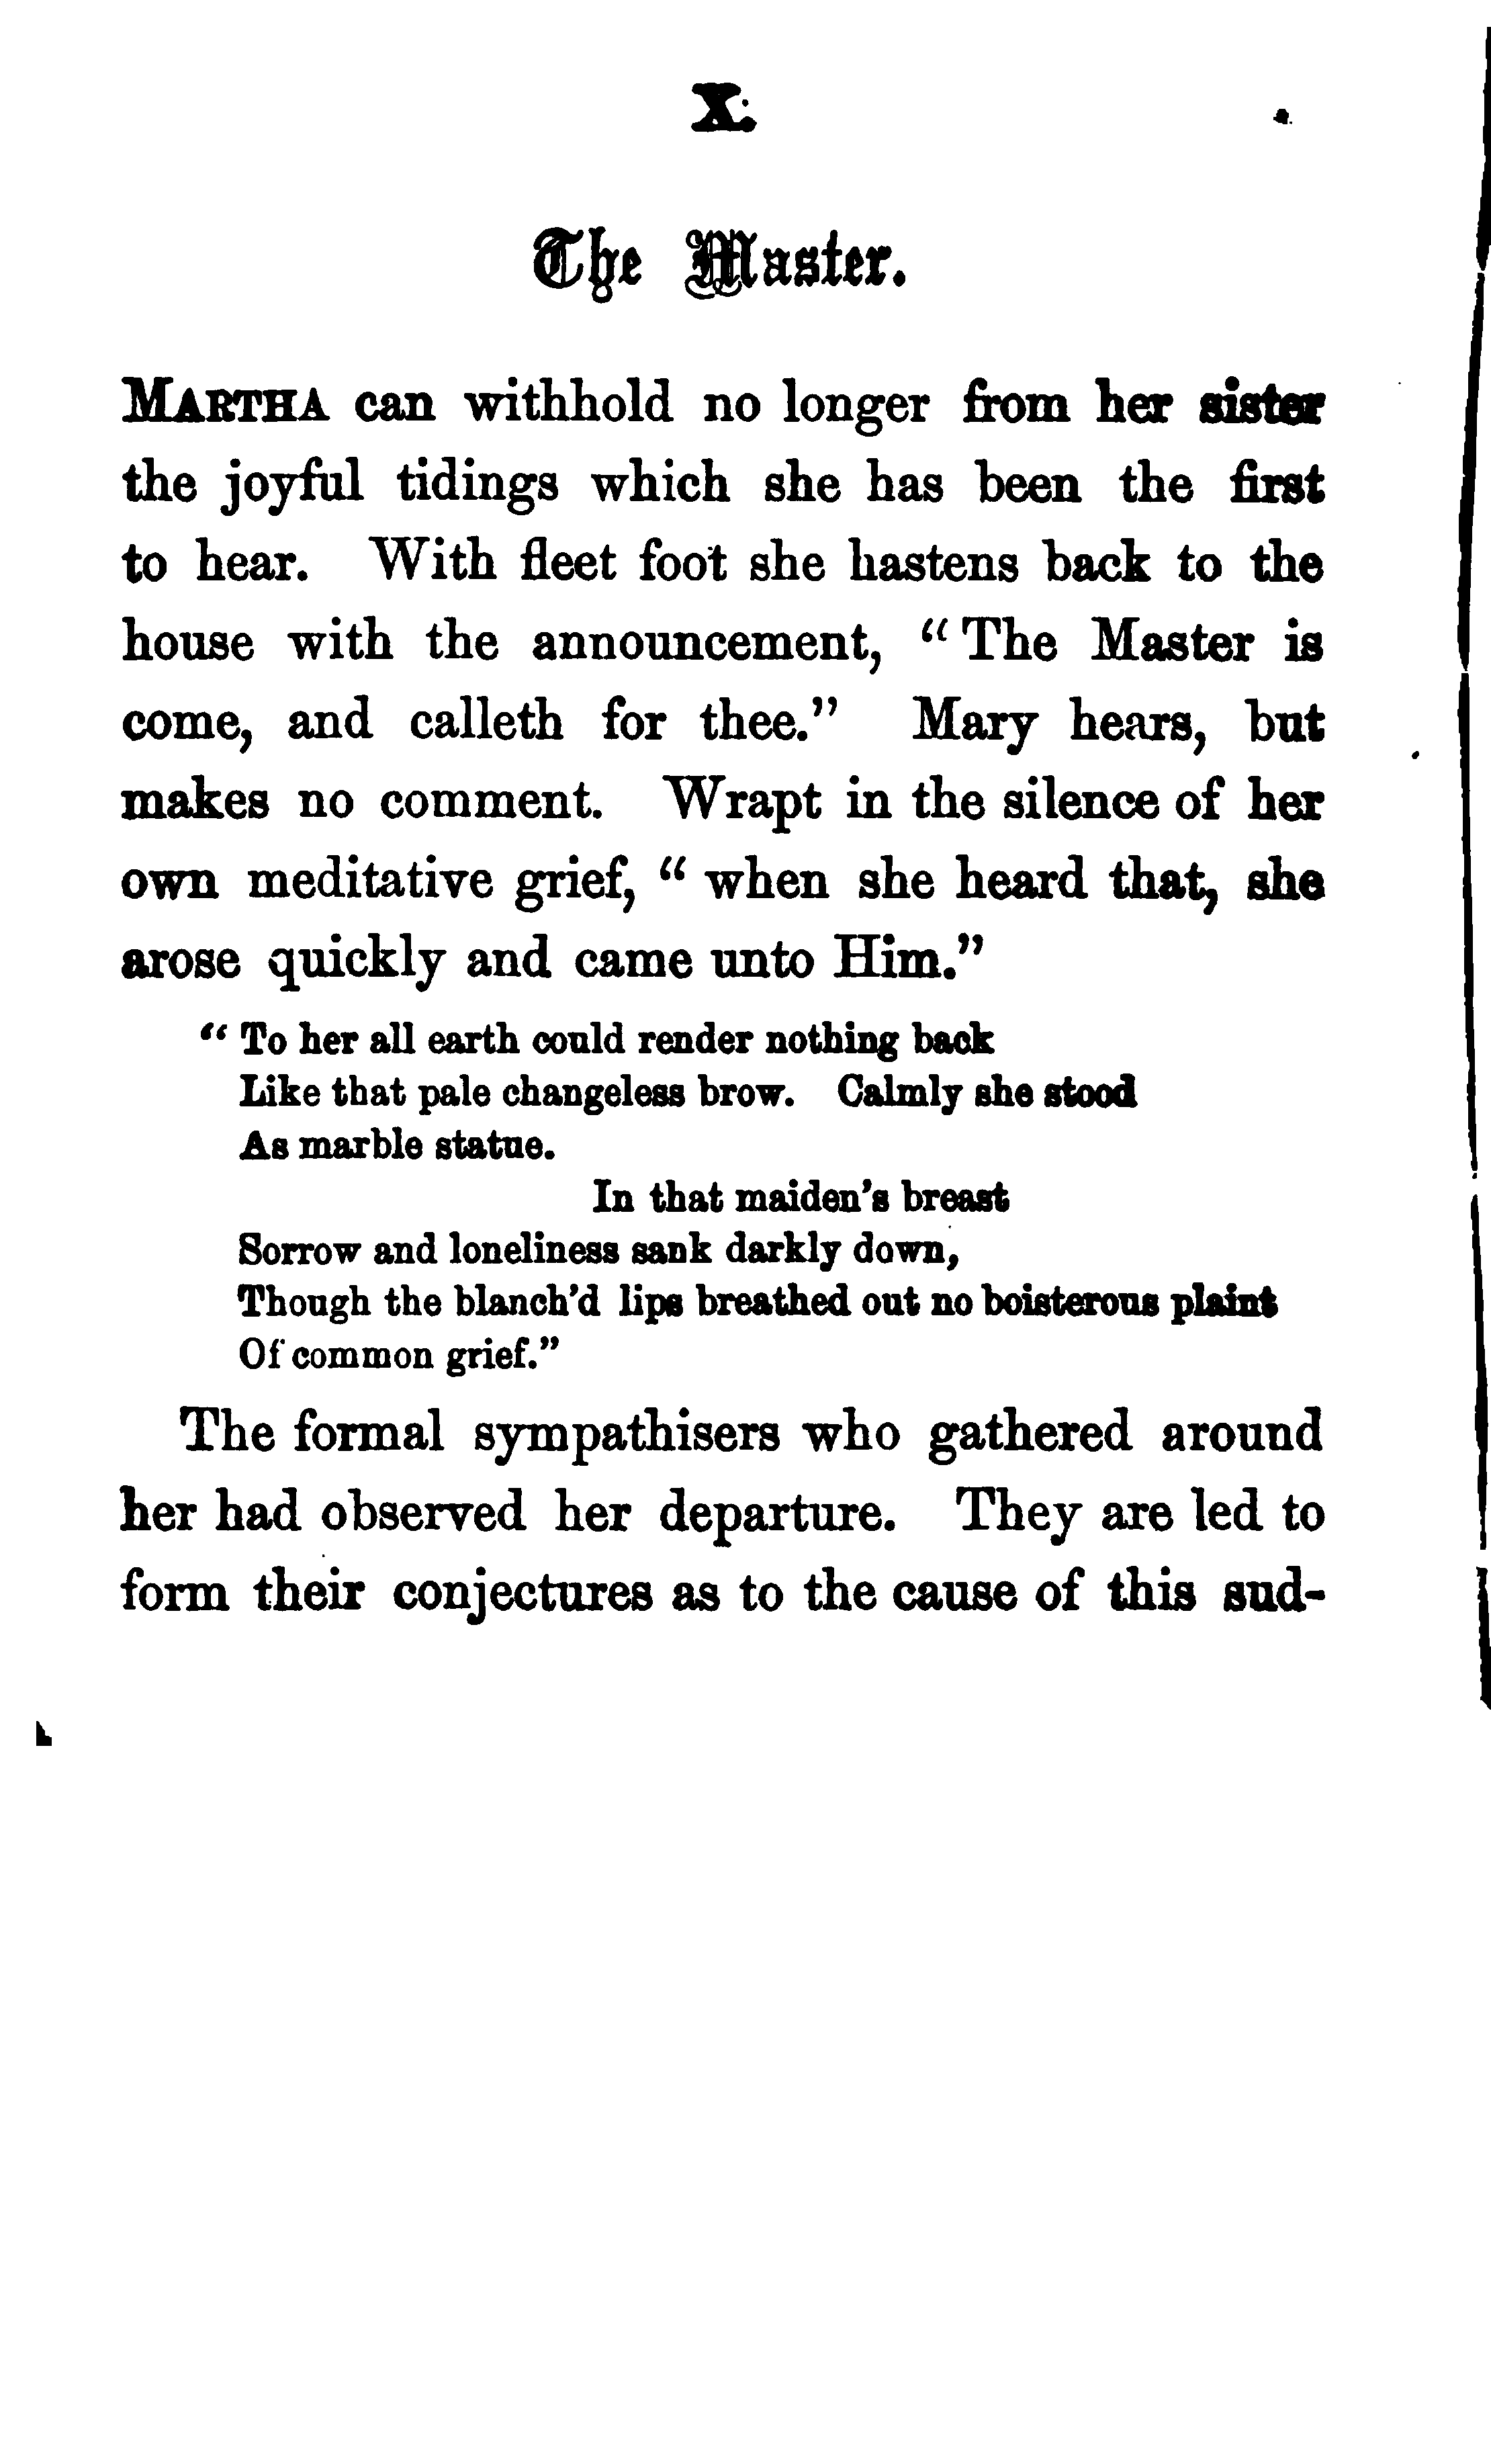 X.
The Master.
MARTHA can withhold no longer from her sister
the joyful tidings which she has been the first
to hear. With fleet foot she hastens back to the
house with the announcement, “The Master is
come, and calleth for thee.” Mary hears, but
makes no comment. Wrapt in the silence of her
own meditative grief, “when she heard that, she
arose quickly and came unto Him.”
“To her all earth could render nothing back
Like that pale changeless brow. Calmly she stood
As marble statue.
In that maiden’s breast
Sorrow and loneliness sank darkly down,
Though the blanch’d lips breathed out no boisterous plaint
Of common grief.”
The formal sympathisers who gathered around
her had observed her departure. They are led to
form their conjectures as to the cause of this sud-